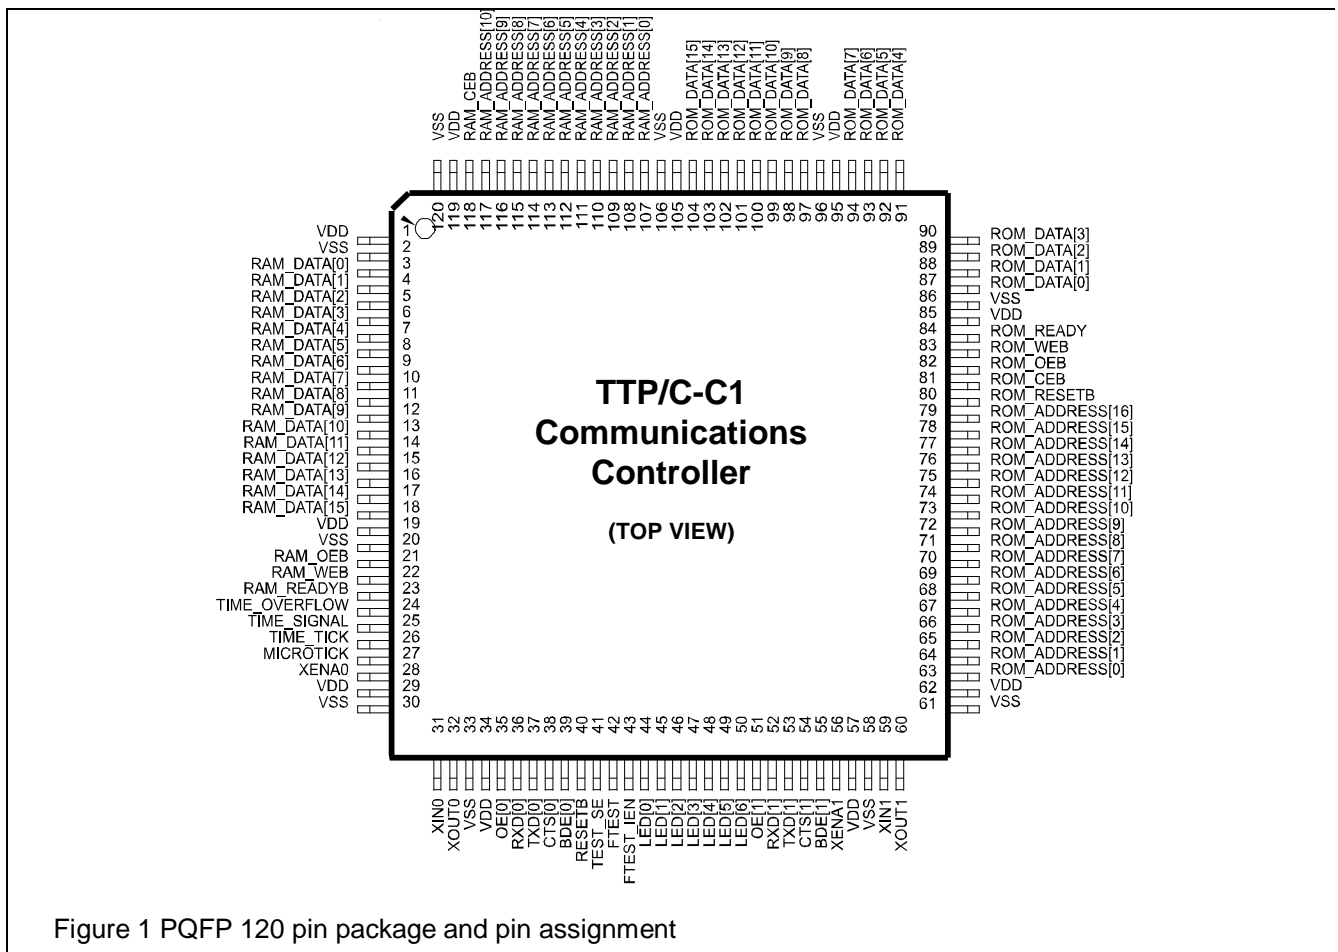 VSS
VDD
RAM_CEB
RAM_ADDRESS[10]
RAM_ADDRESS[9]
RAM_ADDRESS[8]
RAM_ADDRESS[7]
RAM_ADDRESS[6]
RAM_ADDRESS[5]
RAM_ADDRESS[4]
RAM_ADDRESS[3]
RAM_ADDRESS[2]
RAM_ADDRESS[1]
RAM_ADDRESS[0]
VSS
VDD
ROM_DATA[15]
ROM_DATA[14]
ROM_DATA[13]
ROM_DATA[12]
ROM_DATA[11]
ROM_DATA[10]
ROM_DATA[9]
ROM_DATA[8]
VSS
VDD
ROM_DATA[7]
ROM_DATA[6]
ROM_DATA[5]
ROM_DATA[4]
120
119
118
117
116
115
114
113
112
111
110
109
108
107
106
105
104
103
102
101
100
99
98
97
96
95
94
93
92
91
VDD 1
VSS 2
RAM_DATA[0] 3
RAM_DATA[1] 4
RAM_DATA[2] 5
RAM_DATA[3] 6
RAM_DATA[4] 7
RAM_DATA[5] 8
RAM_DATA[6] 9
RAM_DATA[7] 10
RAM_DATA[8] 11
RAM_DATA[9] 12
RAM_DATA[10] 13
RAM_DATA[11] 14
RAM_DATA[12] 15
RAM_DATA[13] 16
RAM_DATA[14] 17
RAM_DATA[15] 18
VDD 19
VSS 20
RAM_OEB 21
RAM_WEB 22
RAM_READYB 23
TIME_OVERFLOW 24
TIME_SIGNAL 25
TIME_TICK 26
MICROTICK 27
XENA0 28
VDD 29
VSS 30
TTP/C-C1
Communications
Controller
(TOP VIEW)
90 ROM_DATA[3]
89 ROM_DATA[2]
88 ROM_DATA[1]
87 ROM_DATA[0]
86 VSS
85 VDD
84 ROM_READY
83 ROM_WEB
82 ROM_OEB
81 ROM_CEB
80 ROM_RESETB
79 ROM_ADDRESS[16]
78 ROM_ADDRESS[15]
77 ROM_ADDRESS[14]
76 ROM_ADDRESS[13]
75 ROM_ADDRESS[12]
74 ROM_ADDRESS[11]
73 ROM_ADDRESS[10]
72 ROM_ADDRESS[9]
71 ROM_ADDRESS[8]
70 ROM_ADDRESS[7]
69 ROM_ADDRESS[6]
68 ROM_ADDRESS[5]
67 ROM_ADDRESS[4]
66 ROM_ADDRESS[3]
65 ROM_ADDRESS[2]
64 ROM_ADDRESS[1]
63 ROM_ADDRESS[0]
62 VDD
61 VSS
31
32
33
34
35
36
37
38
39
40
41
42
43
44
45
46
47
48
49
50
51
52
53
54
55
56
57
58
59
60
XIN0
XOUT0
VSS
VDD
OE[0]
RXD[0]
TXD[0]
CTS[0]
BDE[0]
RESETB
TEST_SE
FTEST
FTEST_IEN
LED[0]
LED[1]
LED[2]
LED[3]
LED[4]
LED[5]
LED[6]
OE[1]
RXD[1]
TXD[1]
CTS[1]
BDE[1]
XENA1
VDD
VSS
XIN1
XOUT1
Figure 1 PQFP 120 pin package and pin assignment